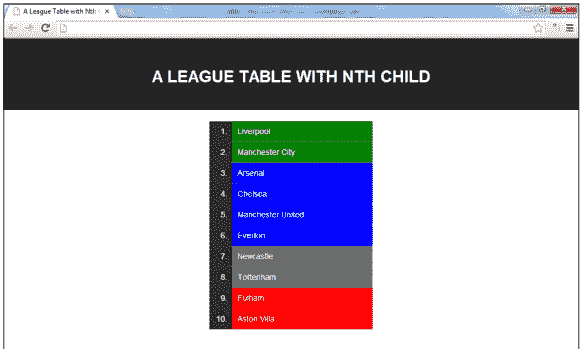 A League Table with Nth C
A LEAGUE TABLE WITH NTH CHILD
1. Liverpool
2. Manchester City
3. Arsenal
4. Chelsea
5. Manchester United
6. Everton
7. Newcastle
8. Tottenham
9. Fulham
10. Aston Villa